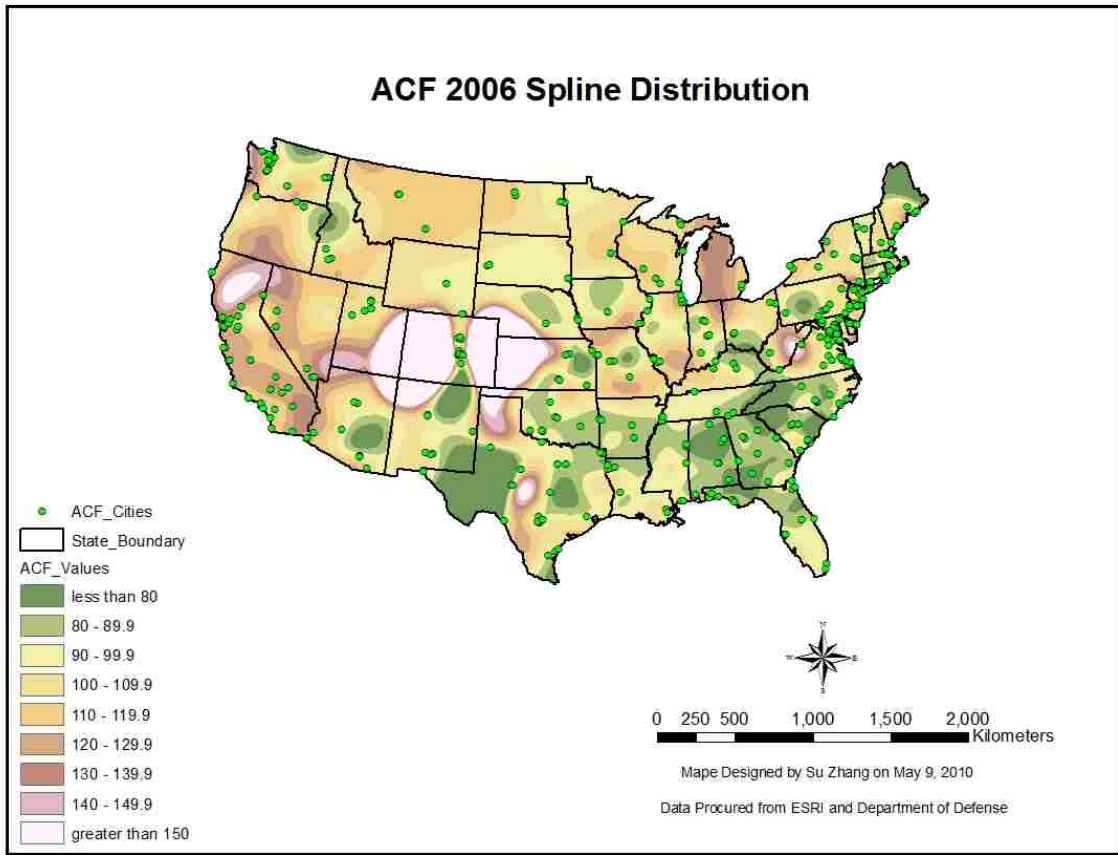 ACF 2006 Spline Distribution
ACF_Cities
State_Boundary
ACF_Values
less than 80
80 - 89.9
90 - 99.9
100 - 109.9
110 - 119.9
120 - 129.9
130 - 139.9
140 - 149.9
greater than 150
N
W E
S
0 250 500 1,000 1,500 2,000
Kilometers
Mape Designed by Su Zhang on May 9, 2010
Data Procured from ESRI and Department of Defense